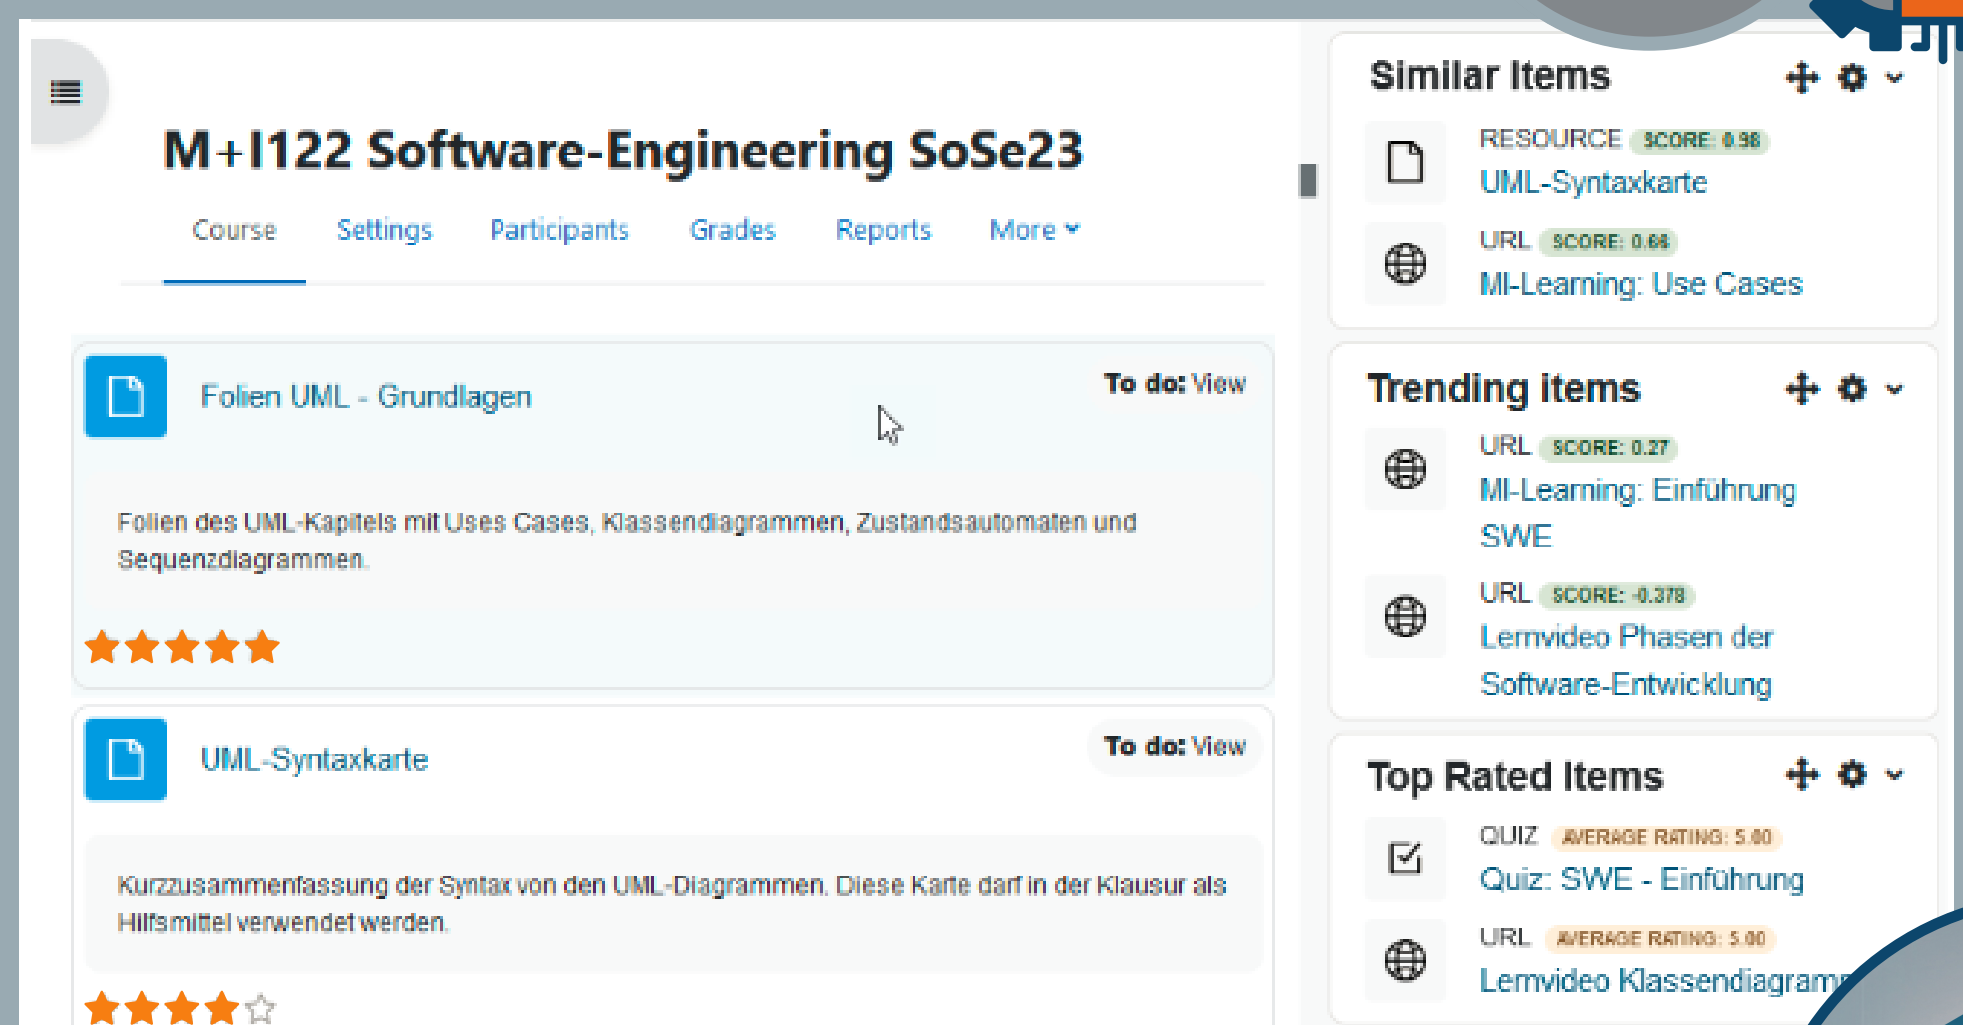 M+I122 Software-Engineering SoSe23
Course Settings Participants Grades Reports More
Folien UML - Grundlagen
To do: View
Folien des UML-Kapitels mit Uses Cases, Klassendiagrammen, Zustandsautomaten und
Sequenzdiagrammen.
UML-Syntaxkarte
To do: View
Kurzzusammenfassung der Syntax von den UML-Diagrammen. Diese Karte darf in der Klausur als
Hilfsmittel verwendet werden.
Similar Items
RESOURCE SCORE: 0.98
UML-Syntaxkarte
URL SCORE: 0.66
MI-Learning: Use Cases
Trending items
URL SCORE: 0.27
MI-Learning: Einführung
SWE
URL SCORE: -0.378
Lernvideo Phasen der
Software-Entwicklung
Top Rated Items
QUIZ AVERAGE RATING: 5.00
Quiz: SWE - Einführung
URL AVERAGE RATING: 5.00
Lernvideo